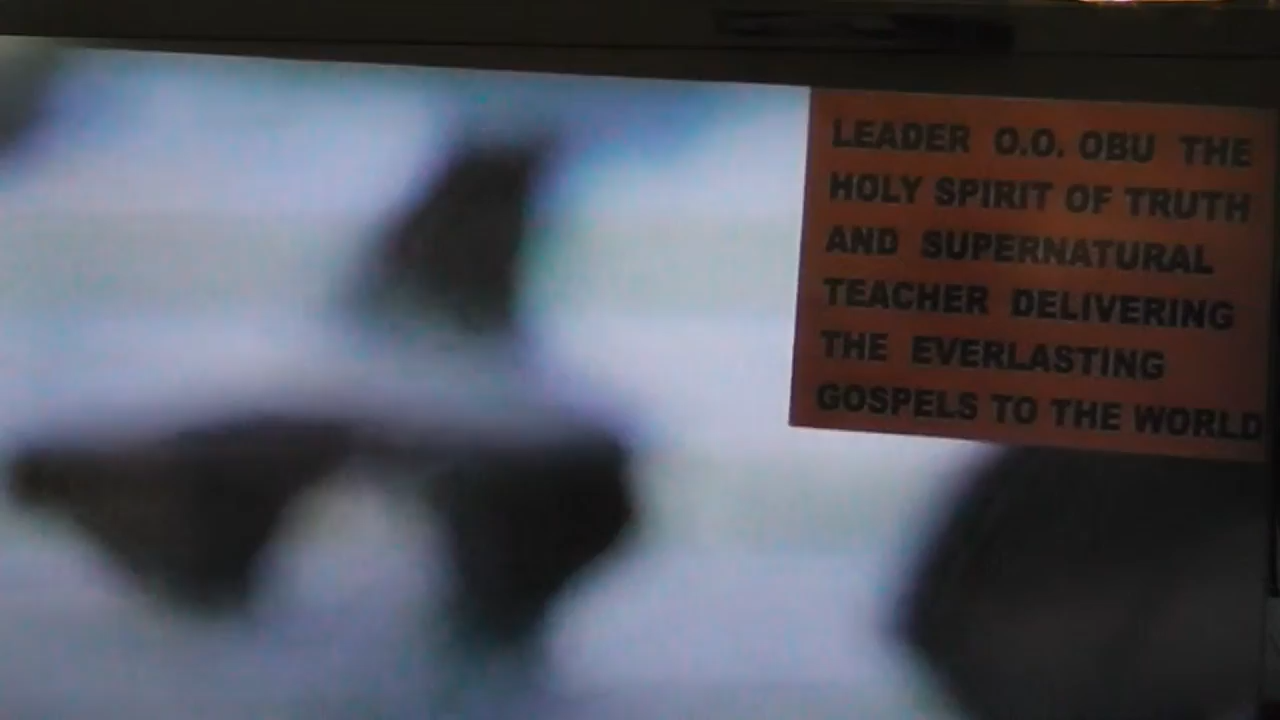 LEADER O.O. OBU THE
HOLY SPIRIT OF TRUTH
AND SUPERNATURAL
TEACHER DELIVERING
THE EVERLASTING
GOSPELS TO THE WORLD